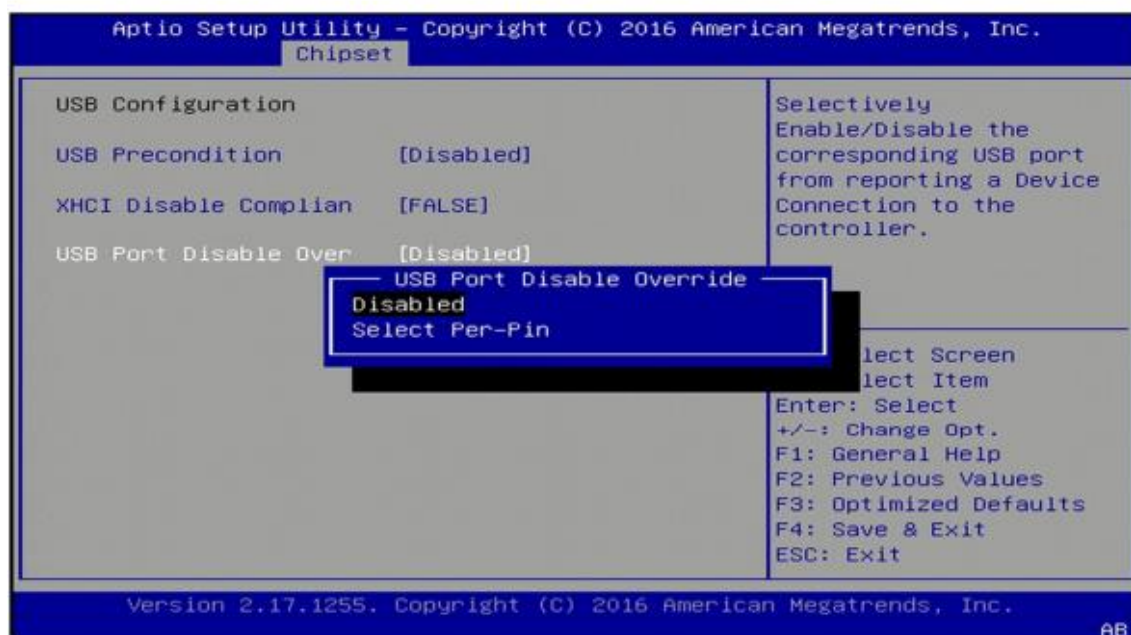 Aptio Setup Utility – Copyright (C) 2016 American Megatrends, Inc.
Chipset
USB Configuration
USB Precondition [Disabled]
XHCI Disable Complian [FALSE]
USB Port Disable Over [Disabled]
USB Port Disable Override
Disabled
Select Per-Pin
Selectively
Enable/Disable the
corresponding USB port
from reporting a Device
Connection to the
controller.
lect Screen
lect Item
Enter: Select
+/-: Change Opt.
F1: General Help
F2: Previous Values
F3: Optimized Defaults
F4: Save & Exit
ESC: Exit
Version 2.17.1255. Copyright (C) 2016 American Megatrends, Inc.
AB